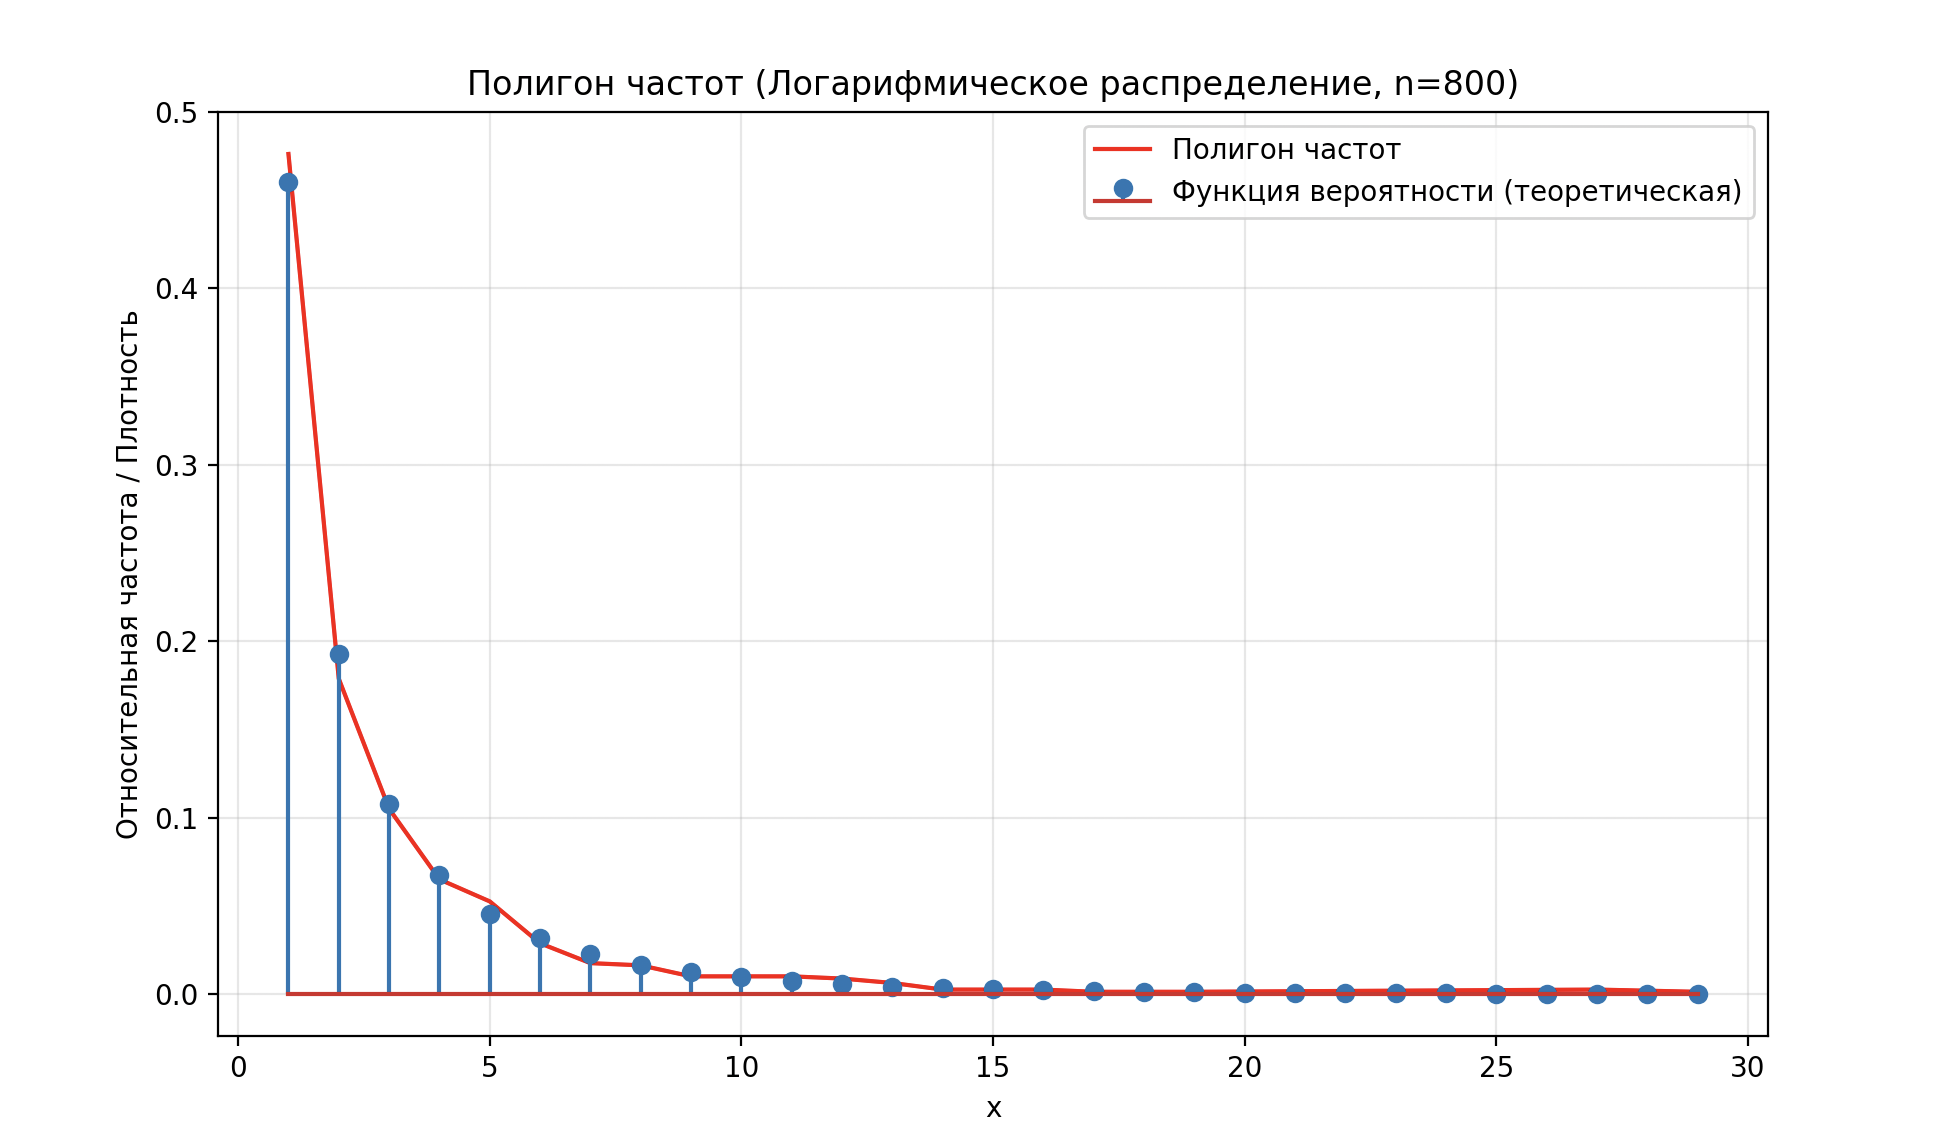 Полигон частот (Логарифмическое распределение, n=800)
Полигон частот
Функция вероятности (теоретическая)
Относительная частота / Плотность
0.5
0.4
0.3
0.2
0.1
0.0
0 5 10 15 20 25 30
x